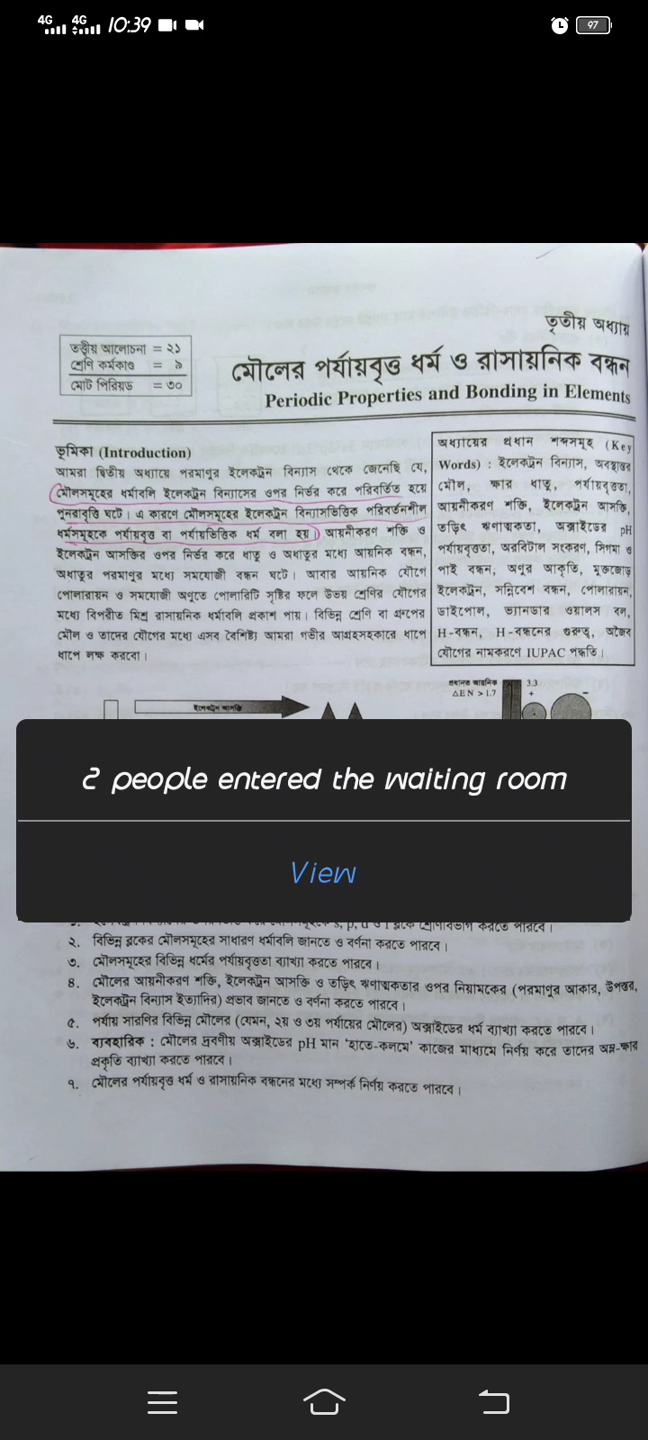 4G 4G 10:39 97
তৃতীয় অধ্যায়
তত্ত্বীয় আলোচনা = ২১
শ্রেণি কর্মকাণ্ড = ৯
মোট পিরিয়ড = ৩০
মৌলের পর্যায়বৃত্ত ধর্ম ও রাসায়নিক বন্ধন
Periodic Properties and Bonding in Elements
ভূমিকা (Introduction)
আমরা দ্বিতীয় অধ্যায়ে পরমাণুর ইলেকট্রন বিন্যাস থেকে জেনেছি যে,
মৌলসমূহের ধর্মাবলি ইলেকট্রন বিন্যাসের ওপর নির্ভর করে পরিবর্তিত হয়ে
পুনরাবৃত্তি ঘটে। এ কারণে মৌলসমূহের ইলেকট্রন বিন্যাসভিত্তিক পরিবর্তনশীল
ধর্মসমূহকে পর্যায়বৃত্ত বা পর্যায়ভিত্তিক ধর্ম বলা হয়। আয়নীকরণ শক্তি ও
ইলেকট্রন আসক্তির ওপর নির্ভর করে ধাতু ও অধাতুর মধ্যে আয়নিক বন্ধন,
অধাতুর পরমাণুর মধ্যে সমযোজী বন্ধন ঘটে। আবার আয়নিক যৌগে
পোলারায়ন ও সমযোজী অণুতে পোলারিটি সৃষ্টির ফলে উভয় শ্রেণির যৌগের
মধ্যে বিপরীত মিশ্র রাসায়নিক ধর্মাবলি প্রকাশ পায়। বিভিন্ন শ্রেণি বা গ্রুপের
মৌল ও তাদের যৌগের মধ্যে এসব বৈশিষ্ট্য আমরা গভীর আগ্রহসহকারে ধাপে
ধাপে লক্ষ করবো।
অধ্যায়ের প্রধান শব্দসমূহ (Key
Words) : ইলেকট্রন বিন্যাস, অবস্থান্তর
মৌল, ক্ষার ধাতু, পর্যায়বৃত্ততা,
আয়নীকরণ শক্তি, ইলেকট্রন আসক্তি,
তড়িৎ ঋণাত্মকতা, অক্সাইডের pH
পর্যায়বৃত্ততা, অরবিটাল সংকরণ, সিগমা ও
পাই বন্ধন, অণুর আকৃতি, মুক্তজোড়
ইলেকট্রন, সন্নিবেশ বন্ধন, পোলারায়ন,
ডাইপোল, ভ্যানডার ওয়ালস বল,
H-বন্ধন, H-বন্ধনের গুরুত্ব, অজৈব
যৌগের নামকরণে IUPAC পদ্ধতি।
প্রধানত আয়নিক 3.3
ΔEN > 1.7 + −
ইলেকট্রন আসক্তি
2 people entered the waiting room
View
s, p, d ও f ব্লকে শ্রেণিবিভাগ করতে পারবে।
২. বিভিন্ন ব্লকের মৌলসমূহের সাধারণ ধর্মাবলি জানতে ও বর্ণনা করতে পারবে।
৩. মৌলসমূহের বিভিন্ন ধর্মের পর্যায়বৃত্ততা ব্যাখ্যা করতে পারবে।
৪. মৌলের আয়নীকরণ শক্তি, ইলেকট্রন আসক্তি ও তড়িৎ ঋণাত্মকতার ওপর নিয়ামকের (পরমাণুর আকার, উপস্তর,
ইলেকট্রন বিন্যাস ইত্যাদির) প্রভাব জানতে ও বর্ণনা করতে পারবে।
৫. পর্যায় সারণির বিভিন্ন মৌলের (যেমন, ২য় ও ৩য় পর্যায়ের মৌলের) অক্সাইডের ধর্ম ব্যাখ্যা করতে পারবে।
৬. ব্যবহারিক : মৌলের দ্রবণীয় অক্সাইডের pH মান ‘হাতে-কলমে’ কাজের মাধ্যমে নির্ণয় করে তাদের অম্ল-ক্ষার
প্রকৃতি ব্যাখ্যা করতে পারবে।
৭. মৌলের পর্যায়বৃত্ত ধর্ম ও রাসায়নিক বন্ধনের মধ্যে সম্পর্ক নির্ণয় করতে পারবে।